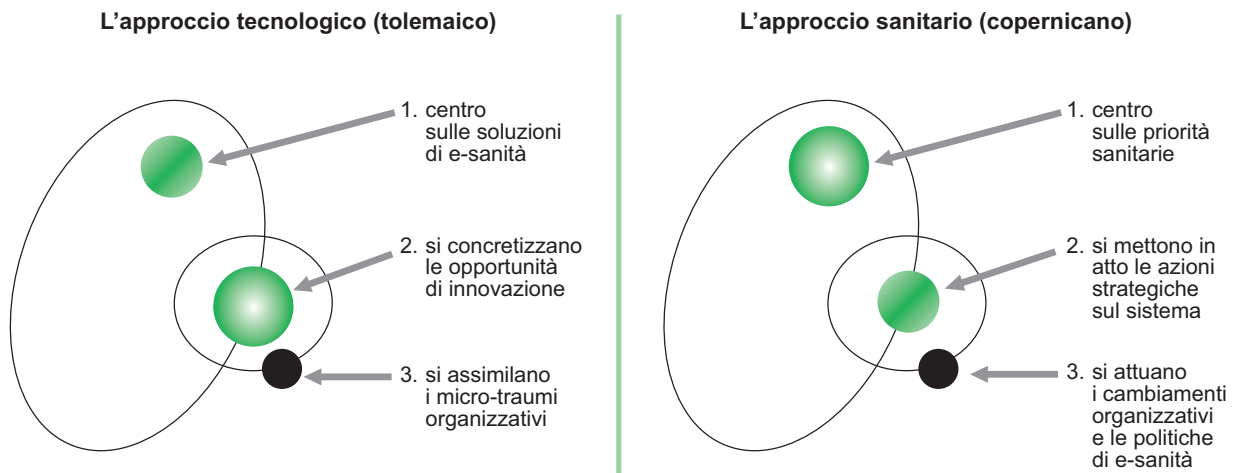 L'approccio tecnologico (tolemaico)
1. centro
sulle soluzioni
di e-sanità
2. si concretizzano
le opportunità
di innovazione
3. si assimilano
i micro-traumi
organizzativi
L'approccio sanitario (copernicano)
1. centro
sulle priorità
sanitarie
2. si mettono in
atto le azioni
strategiche
sul sistema
3. si attuano
i cambiamenti
organizzativi
e le politiche
di e-sanità